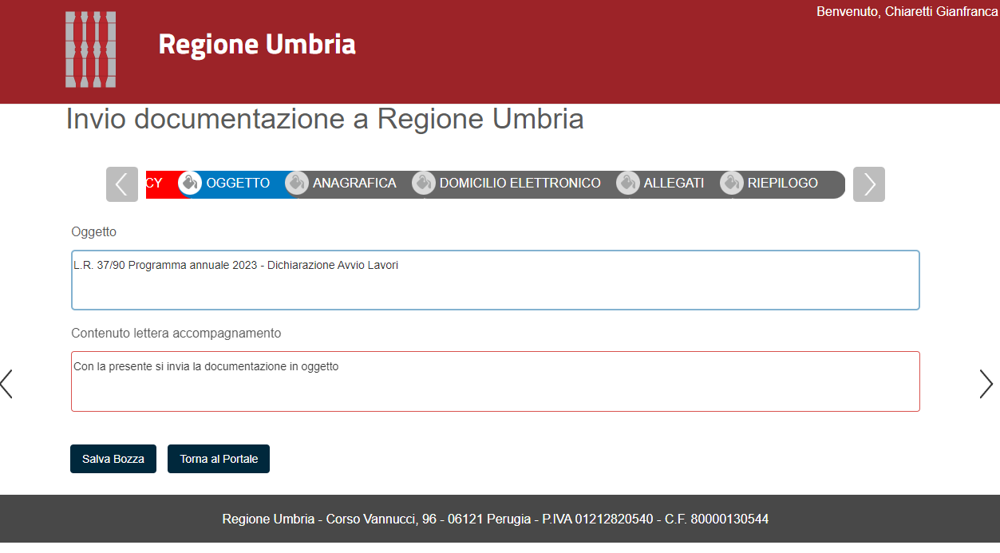 Benvenuto, Chiaretti Gianfranca
Regione Umbria
Invio documentazione a Regione Umbria
CY OGGETTO ANAGRAFICA DOMICILIO ELETTRONICO ALLEGATI RIEPILOGO
Oggetto
L.R. 37/90 Programma annuale 2023 - Dichiarazione Avvio Lavori
Contenuto lettera accompagnamento
Con la presente si invia la documentazione in oggetto
Salva Bozza Torna al Portale
Regione Umbria - Corso Vannucci, 96 - 06121 Perugia - P.IVA 01212820540 - C.F. 80000130544